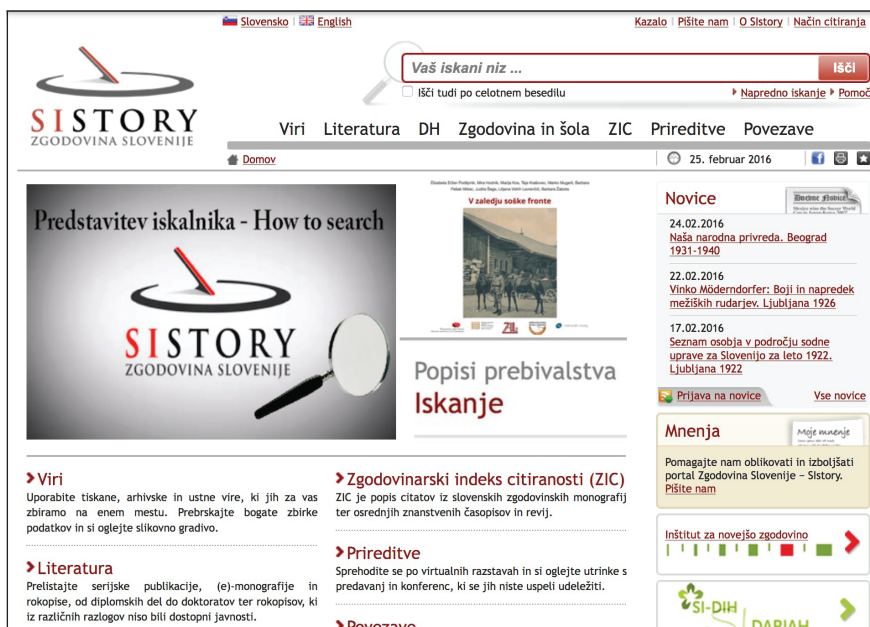 Slovensko English
Kazalo Pišite nam O SIstory Način citiranja
SISTORY
ZGODOVINA SLOVENIJE
Vaš iskani niz ...
Išči
Išči tudi po celotnem besedilu
Napredno iskanje Pomoč
Viri Literatura DH Zgodovina in šola ZIC Prireditve Povezave
Domov
25. februar 2016
Predstavitev iskalnika - How to search
SISTORY
ZGODOVINA SLOVENIJE
V zaledju soške fronte
Popisi prebivalstva
Iskanje
Novice
24.02.2016
Naša narodna privreda. Beograd
1931-1940
22.02.2016
Vinko Möderndorfer: Boji in napredek
mežiških rudarjev. Ljubljana 1926
17.02.2016
Seznam osobja v področju sodne
uprave za Slovenijo za leto 1922.
Ljubljana 1922
Prijava na novice
Vse novice
Mnenja
Moje mnenje
Pomagajte nam oblikovati in izboljšati
portal Zgodovina Slovenije – SIstory.
Pišite nam
Inštitut za novejšo zgodovino
SI-DIH
DARIAH
Viri
Uporabite tiskane, arhivske in ustne vire, ki jih za vas
zbiramo na enem mestu. Prebrskajte bogate zbirke
podatkov in si oglejte slikovno gradivo.
Literatura
Prelistajte serijske publikacije, (e)-monografije in
rokopise, od diplomskih del do doktoratov ter rokopisov, ki
iz različnih razlogov niso bili dostopni javnosti.
Zgodovinarski indeks citiranosti (ZIC)
ZIC je popis citatov iz slovenskih zgodovinskih monografij
ter osrednjih znanstvenih časopisov in revij.
Prireditve
Sprehodite se po virtualnih razstavah in si oglejte utrinke s
predavanj in konferenc, ki se jih niste uspeli udeležiti.
Povezave